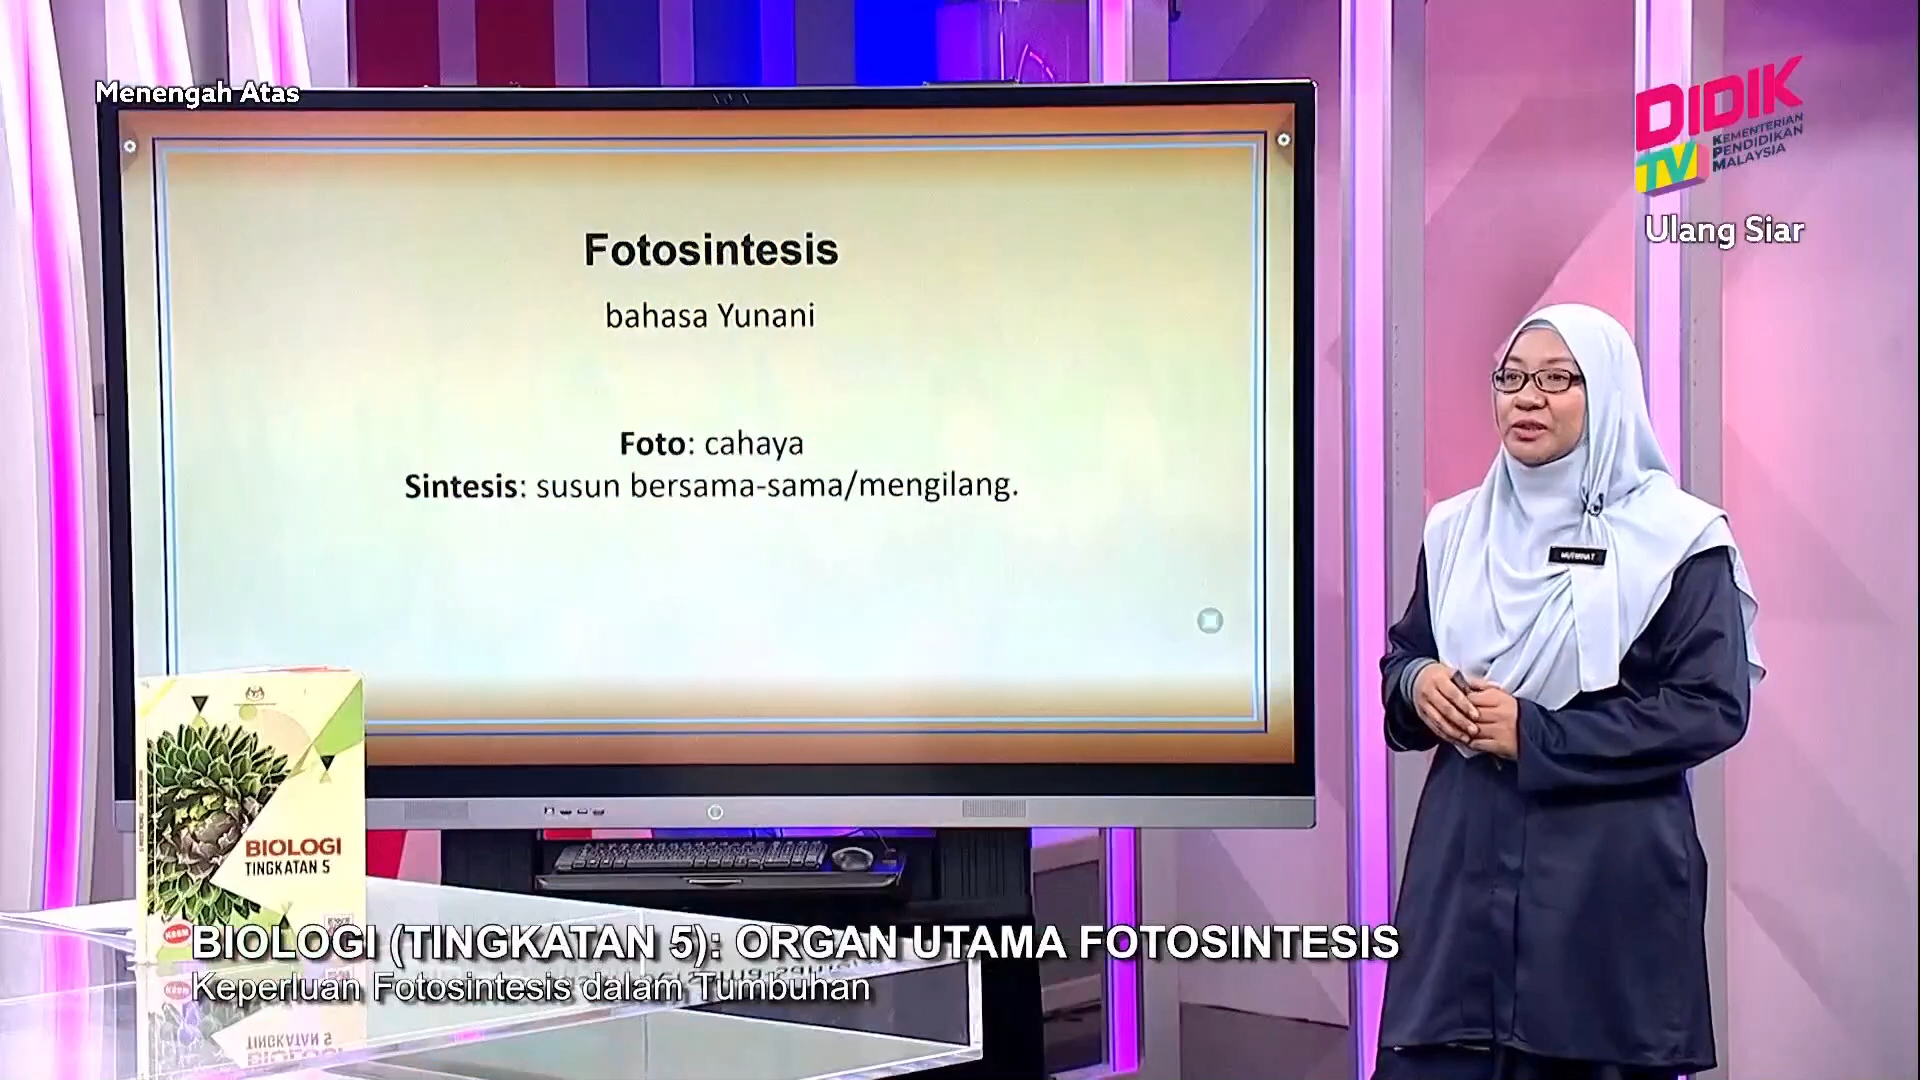 Menengah Atas
DIDIK
TV
KEMENTERIAN
PENDIDIKAN
MALAYSIA
Ulang Siar
Fotosintesis
bahasa Yunani
Foto: cahaya
Sintesis: susun bersama-sama/mengilang.
BIOLOGI
TINGKATAN 5
KSSM
BIOLOGI (TINGKATAN 5): ORGAN UTAMA FOTOSINTESIS
Keperluan Fotosintesis dalam Tumbuhan